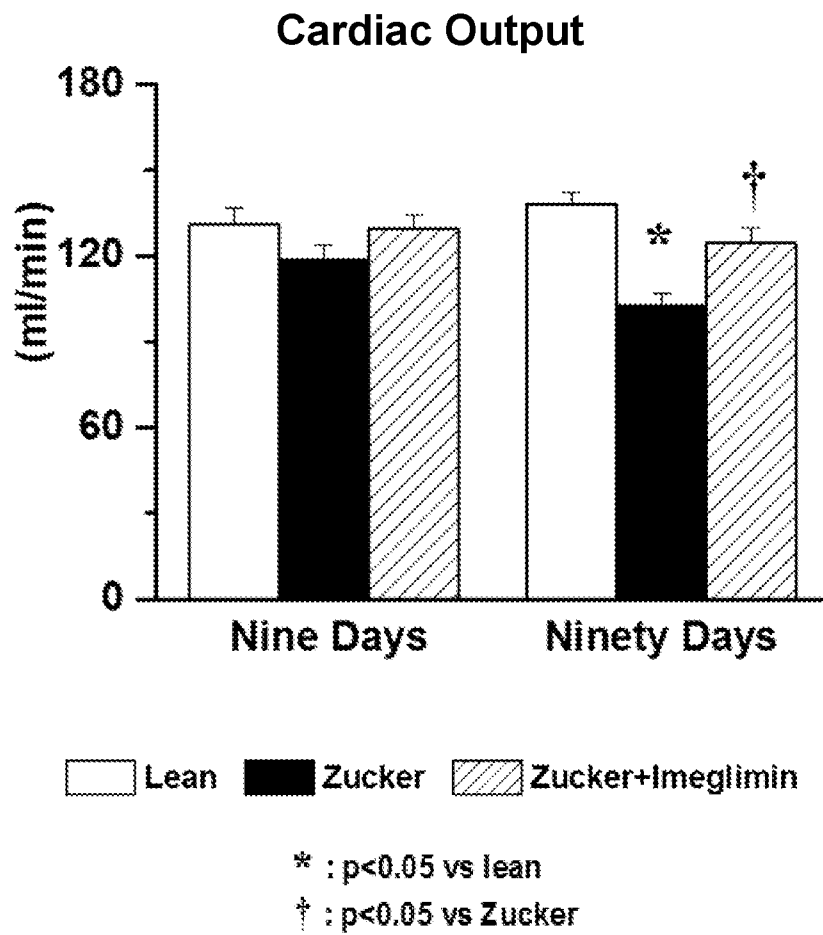 Cardiac Output
(ml/min)
180
120
60
0
*
†
Nine Days
Ninety Days
Lean
Zucker
Zucker+Imeglimin
* : p<0.05 vs lean
† : p<0.05 vs Zucker